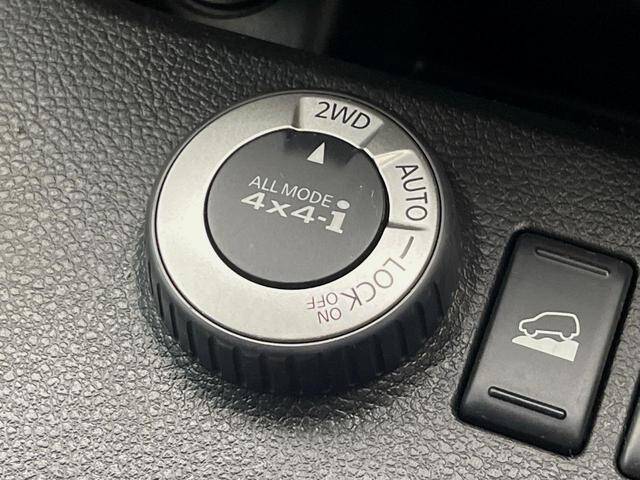 2WD
AUTO
LOCK
ON
OFF
ALL MODE
4x4-i